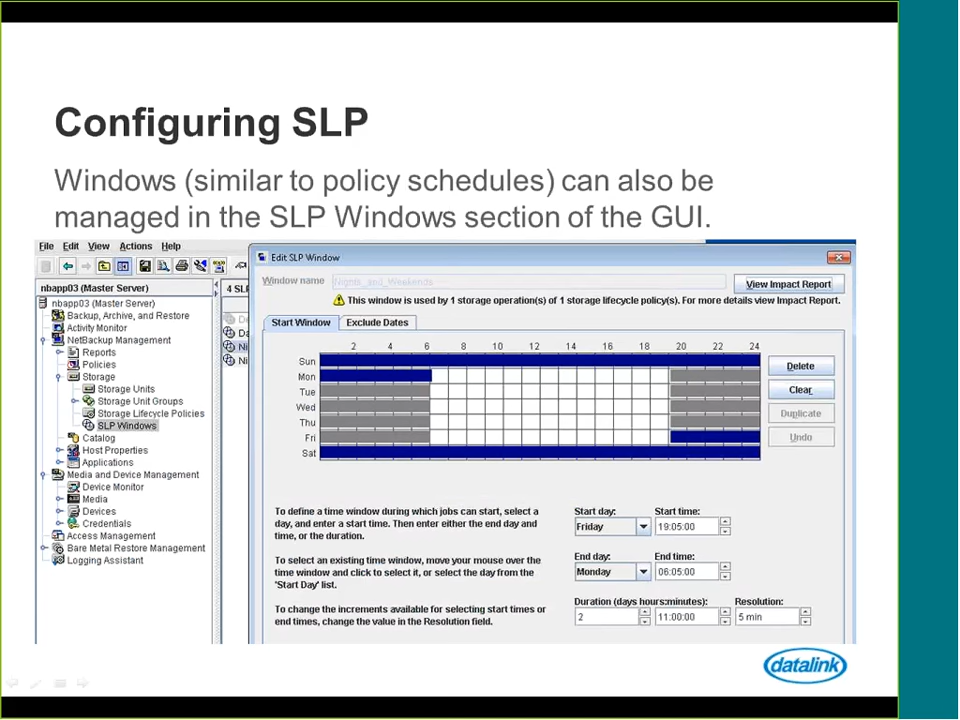 Configuring SLP
Windows (similar to policy schedules) can also be
managed in the SLP Windows section of the GUI.
File Edit View Actions Help
nbapp03 (Master Server)
nbapp03 (Master Server)
Backup, Archive, and Restore
Activity Monitor
NetBackup Management
Reports
Policies
Storage
Storage Units
Storage Unit Groups
Storage Lifecycle Policies
SLP Windows
Catalog
Host Properties
Applications
Media and Device Management
Device Monitor
Media
Devices
Credentials
Access Management
Bare Metal Restore Management
Logging Assistant
4 SL
Da
Ni
Ni
Edit SLP Window
Window name Nights_and_Weekends View Impact Report
This window is used by 1 storage operation(s) of 1 storage lifecycle policy(s). For more details view Impact Report.
Start Window Exclude Dates
2 4 6 8 10 12 14 16 18 20 22 24
Sun
Mon
Tue
Wed
Thu
Fri
Sat
Delete
Clear
Duplicate
Undo
To define a time window during which jobs can start, select a
day, and enter a start time. Then enter either the end day and
time, or the duration.
To select an existing time window, move your mouse over the
time window and click to select it, or select the day from the
'Start Day' list.
To change the increments available for selecting start times or
end times, change the value in the Resolution field.
Start day: Start time:
Friday 19:05:00
End day: End time:
Monday 06:05:00
Duration (days hours:minutes): Resolution:
2 11:00:00 5 min
datalink